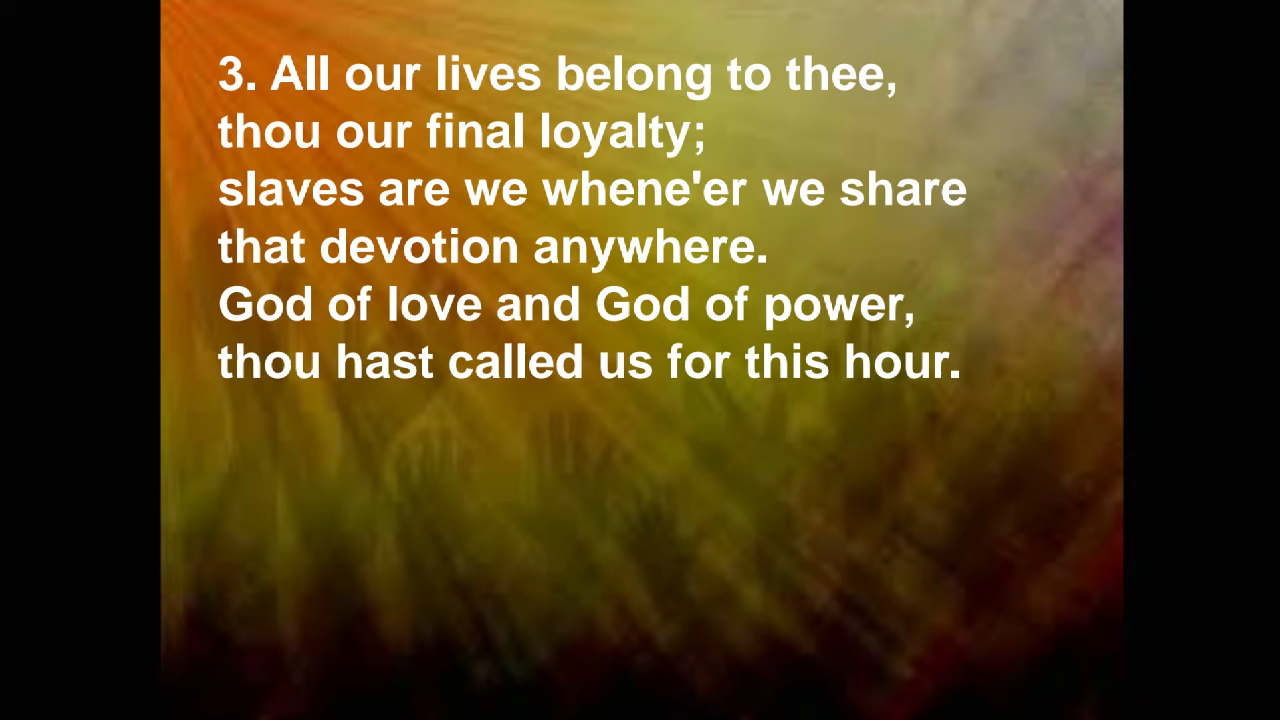 3. All our lives belong to thee,
thou our final loyalty;
slaves are we whene'er we share
that devotion anywhere.
God of love and God of power,
thou hast called us for this hour.